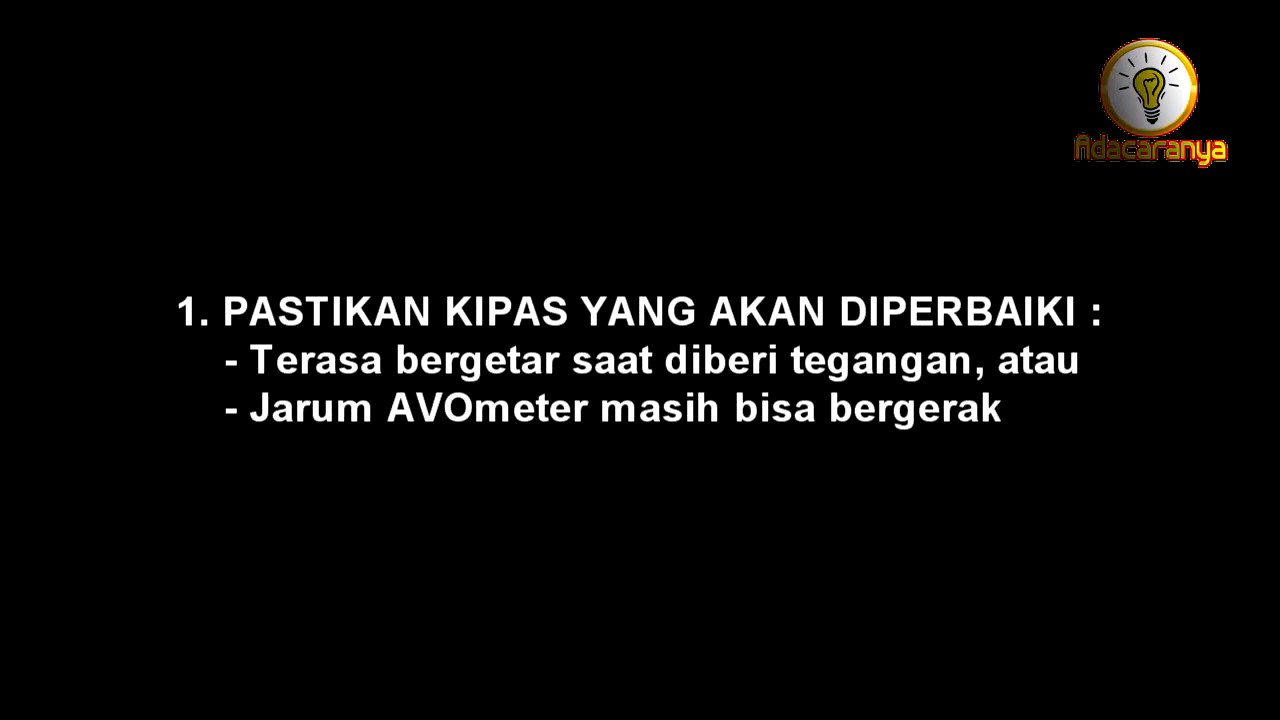 Adacaranya
1. PASTIKAN KIPAS YANG AKAN DIPERBAIKI :
- Terasa bergetar saat diberi tegangan, atau
- Jarum AVOmeter masih bisa bergerak